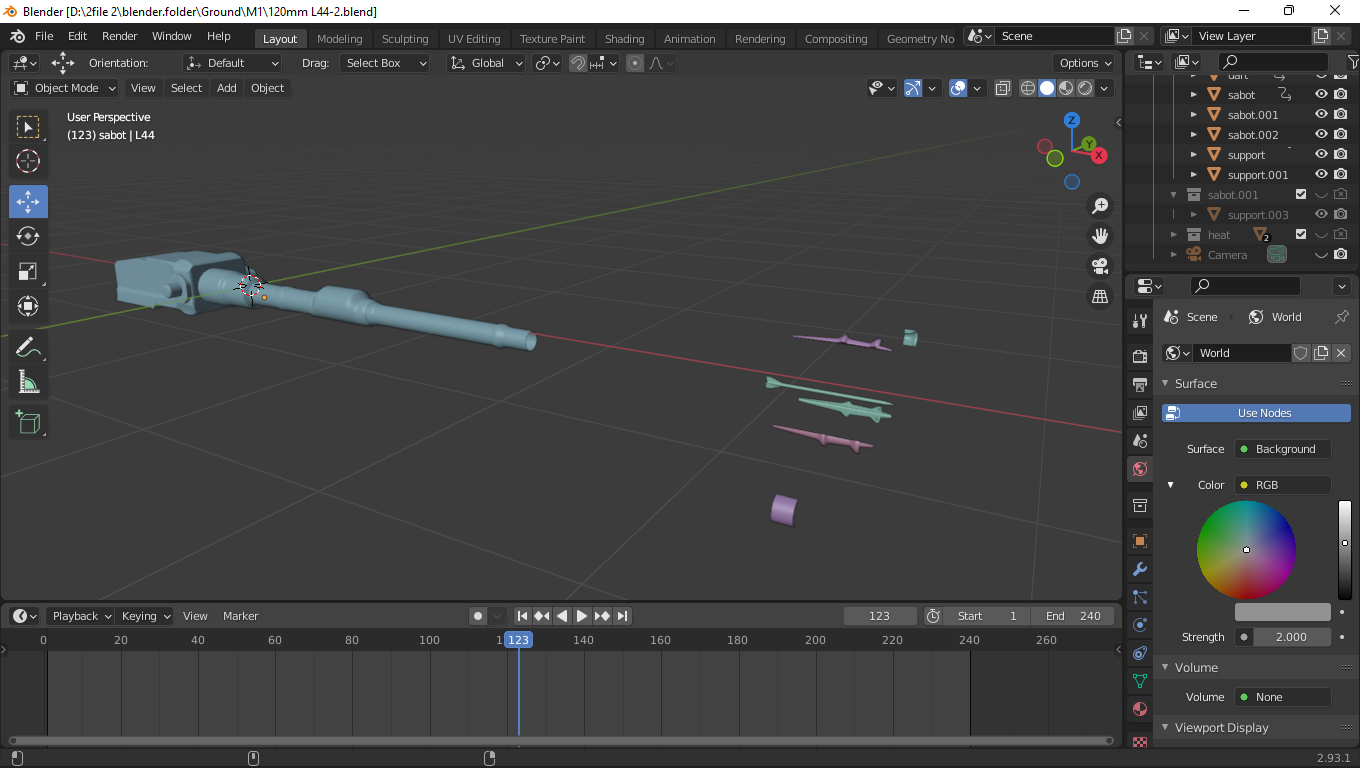 Blender [D:\2file 2\blender.folder\Ground\M1\120mm L44-2.blend]
File Edit Render Window Help Layout Modeling Sculpting UV Editing Texture Paint Shading Animation Rendering Compositing Geometry No Scene View Layer
Orientation: Default Drag: Select Box Global Options
Object Mode View Select Add Object
User Perspective
(123) sabot | L44
Z
Y
X
dart
sabot
sabot.001
sabot.002
support
support.001
sabot.001
support.003
heat 2
Camera
Scene World
World
Surface
Use Nodes
Surface Background
Color RGB
Strength 2.000
Volume
Volume None
Viewport Display
Playback Keying View Marker 123 Start 1 End 240
0 20 40 60 80 100 1 123 140 160 180 200 220 240 260
2.93.1